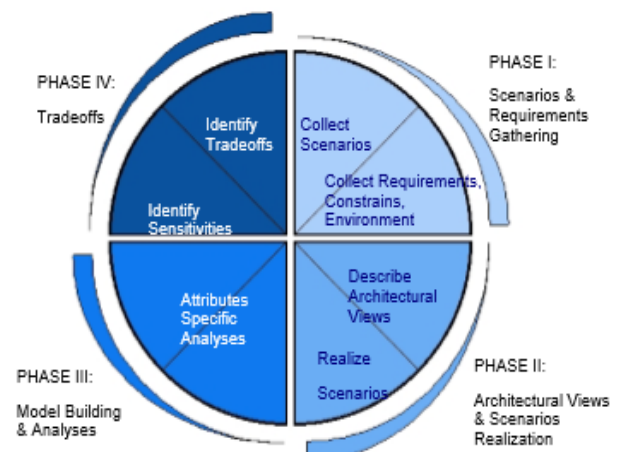 PHASE IV:
Tradeoffs
Identify
Tradeoffs
Identify
Sensitivities
PHASE I:
Scenarios &
Requirements
Gathering
Collect
Scenarios
Collect Requirements,
Constrains,
Environment
Describe
Architectural
Views
Realize
Scenarios
PHASE II:
Architectural Views
& Scenarios
Realization
Attributes
Specific
Analyses
PHASE III:
Model Building
& Analyses